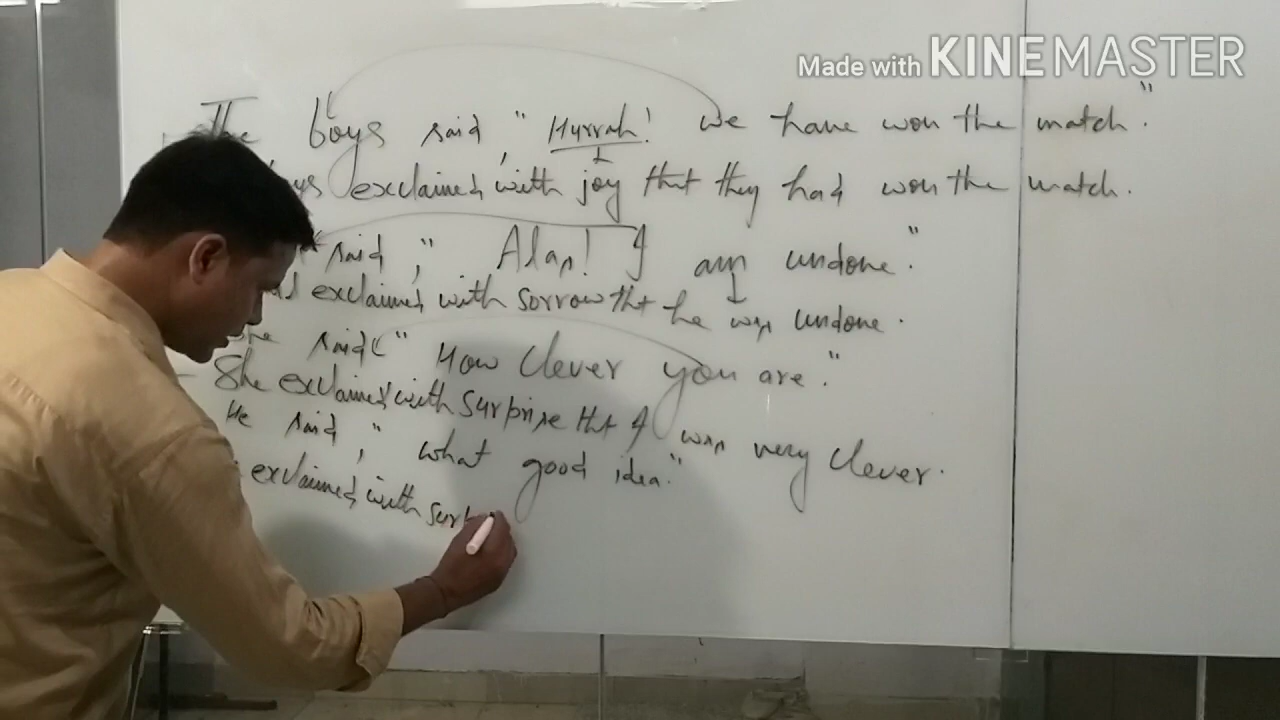 Made with KINEMASTER
The boys said, "Hurrah! we have won the match."
exclaimed with joy that they had won the match.
said, "Alas! I am undone."
exclaimed with sorrow that he was undone.
said, "How clever you are."
She exclaimed with surprise that I was very clever.
He said, "what good idea."
exclaimed with